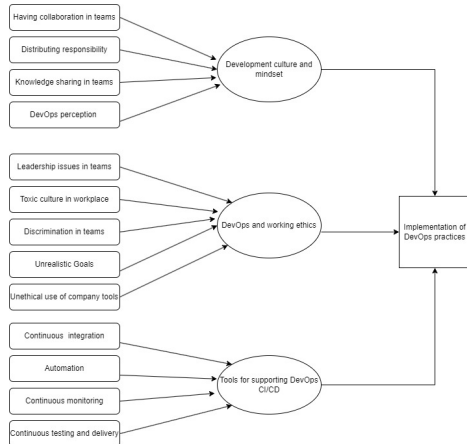 Having collaboration in teams
Distributing responsibility
Knowledge sharing in teams
DevOps perception
Development culture and
mindset
Leadership issues in teams
Toxic culture in workplace
Discrimination in teams
Unrealistic Goals
Unethical use of company tools
DevOps and working ethics
Continuous integration
Automation
Continuous monitoring
Continuous testing and delivery
Tools for supporting DevOps
CI/CD
Implementation of
DevOps practices